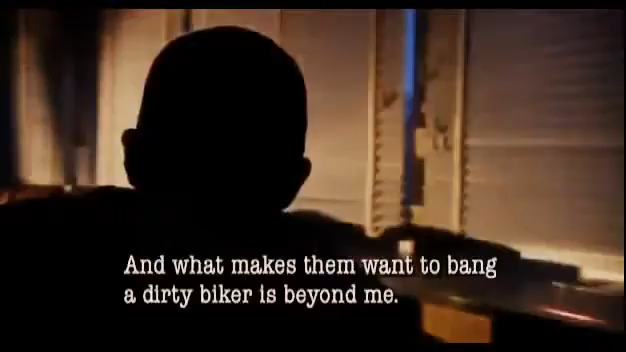 And what makes them want to bang
a dirty biker is beyond me.